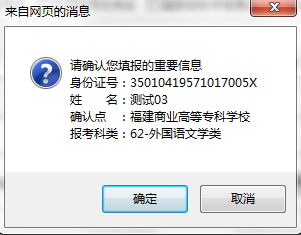 来自网页的消息
请确认您填报的重要信息
身份证号：35010419571017005X
姓　　名：测试03
确认点　：福建商业高等专科学校
报考科类：62-外国语文学类
确定
取消